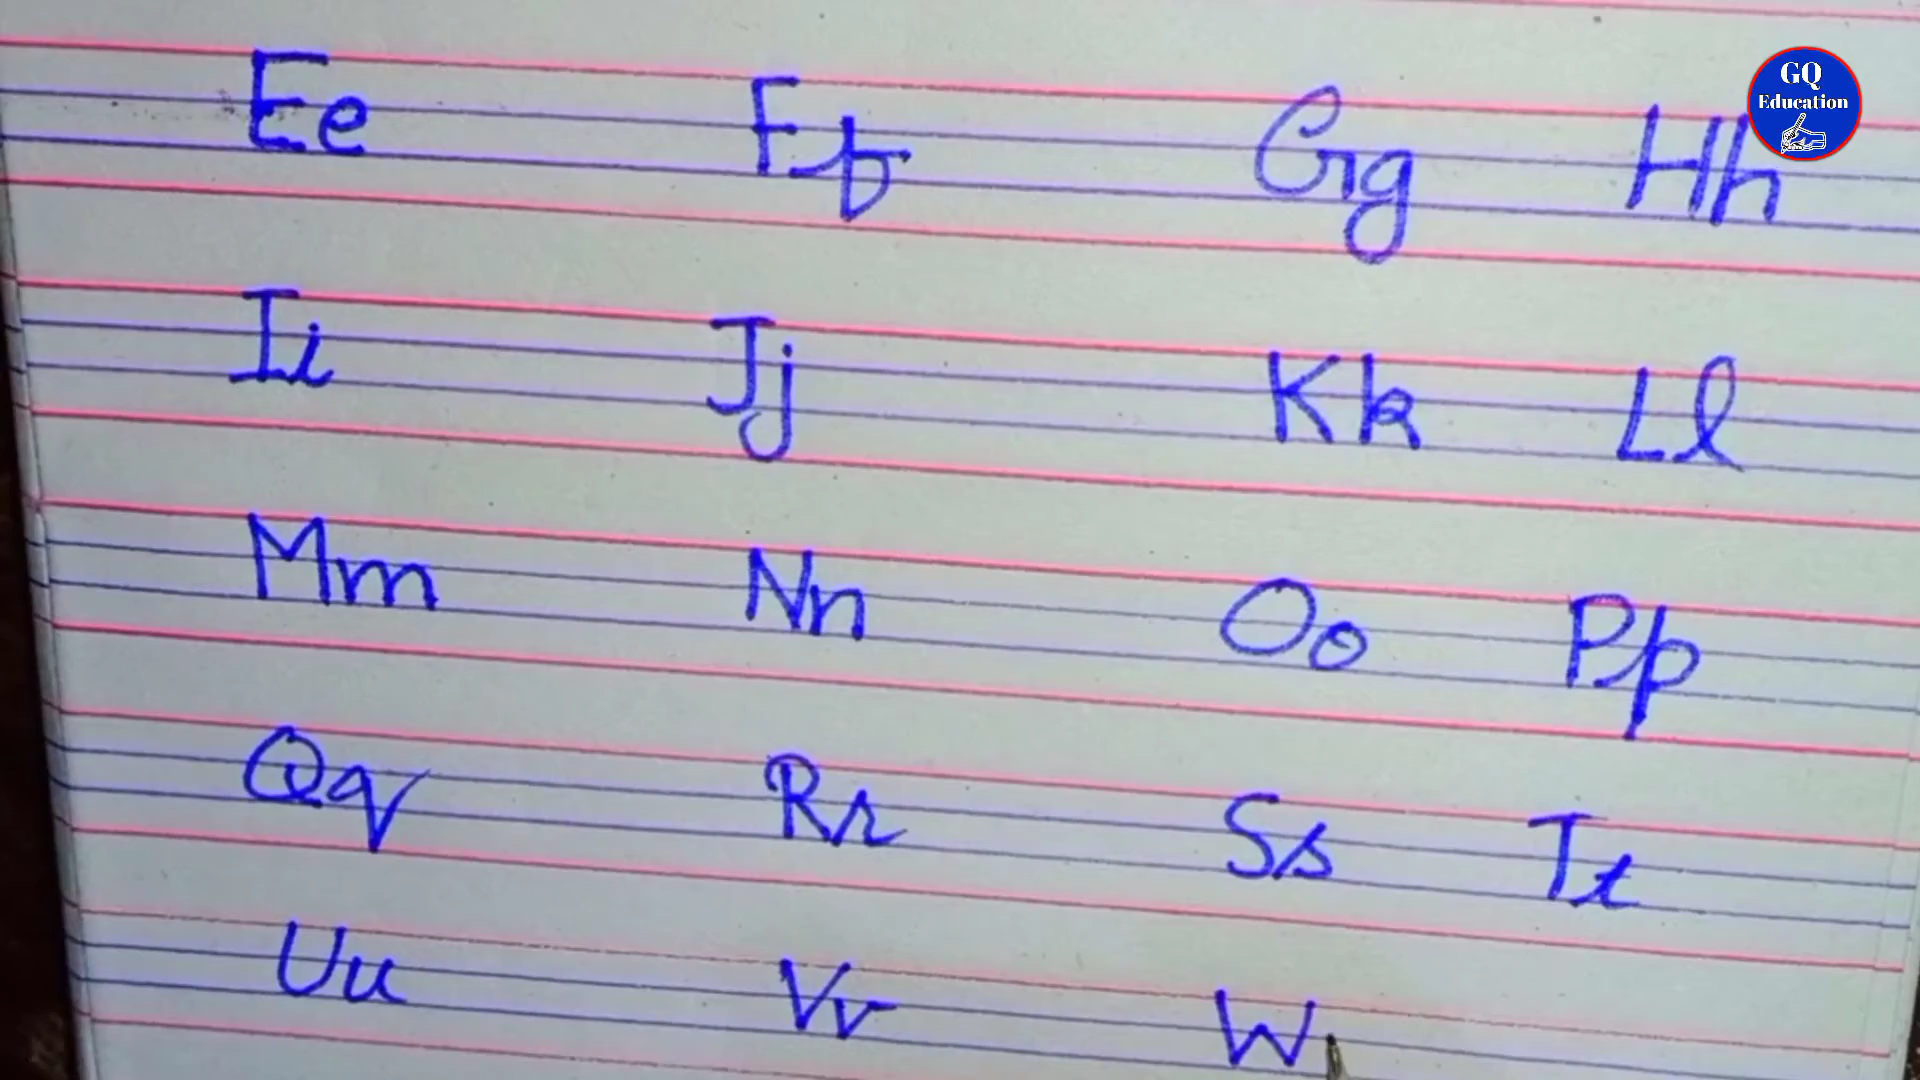 GQ
Education
Ee Ff Gg Hh
Ii Jj Kk Ll
Mm Nn Oo Pp
Qq Rr Ss Tt
Uu Vv W